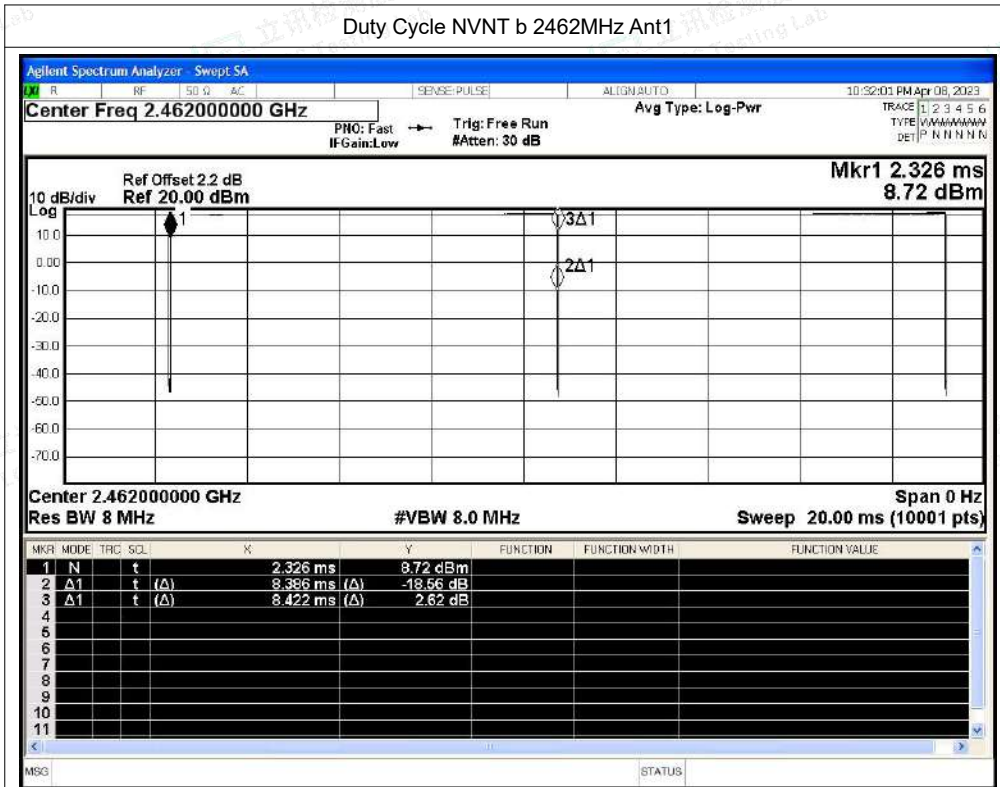 Duty Cycle NVNT b 2462MHz Ant1
Agilent Spectrum Analyzer - Swept SA
LXI R RF 50 Ω AC SENSE:PULSE ALIGN AUTO 10:32:01 PM Apr 08, 2023
Center Freq 2.462000000 GHz Avg Type: Log-Pwr TRACE 1 2 3 4 5 6
PNO: Fast Trig: Free Run TYPE WWWWWWW
IFGain:Low #Atten: 30 dB DET P N N N N N
Mkr1 2.326 ms
Ref Offset 2.2 dB
10 dB/div Ref 20.00 dBm 8.72 dBm
Log
1
3Δ1
10.0
0.00
2Δ1
-10.0
-20.0
-30.0
-40.0
-50.0
-60.0
-70.0
Center 2.462000000 GHz Span 0 Hz
Res BW 8 MHz #VBW 8.0 MHz Sweep 20.00 ms (10001 pts)
MKR MODE TRC SCL X Y FUNCTION FUNCTION WIDTH FUNCTION VALUE
1 N t 2.326 ms 8.72 dBm
2 Δ1 t (Δ) 8.386 ms (Δ) -18.56 dB
3 Δ1 t (Δ) 8.422 ms (Δ) 2.62 dB
4
5
6
7
8
9
10
11
MSG STATUS